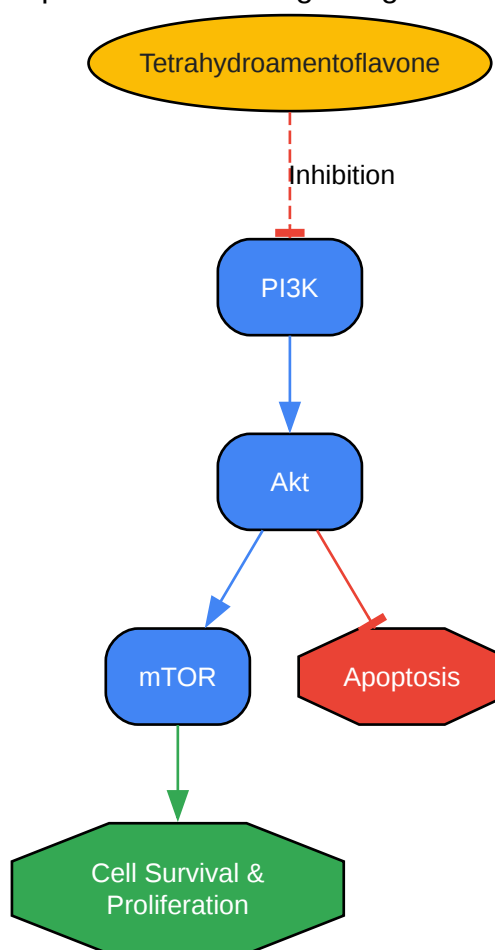 Tetrahydroamentoflavone
Inhibition
PI3K
Akt
mTOR
Apoptosis
Cell Survival &
Proliferation